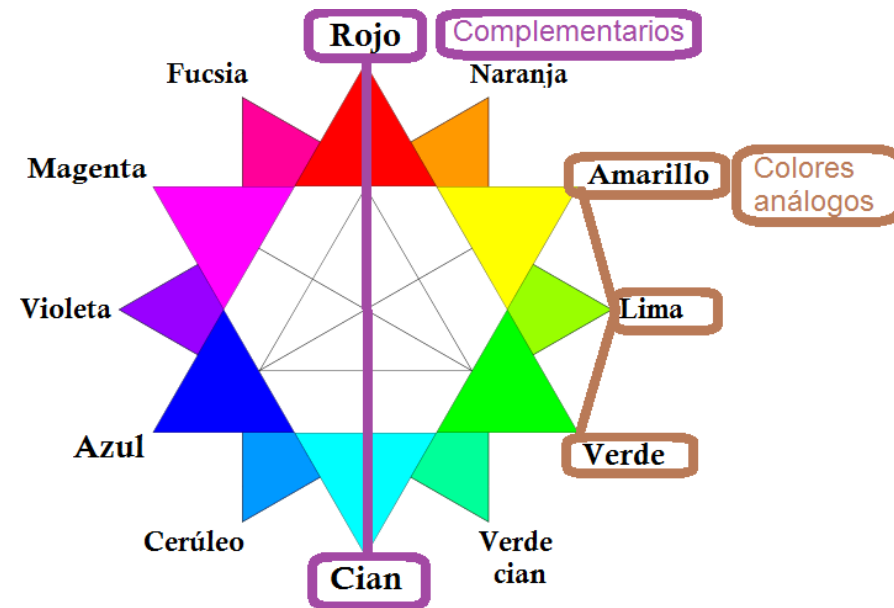 Rojo
Complementarios
Fucsia
Naranja
Magenta
Amarillo
Colores
análogos
Violeta
Lima
Azul
Verde
Cerúleo
Verde
cian
Cian